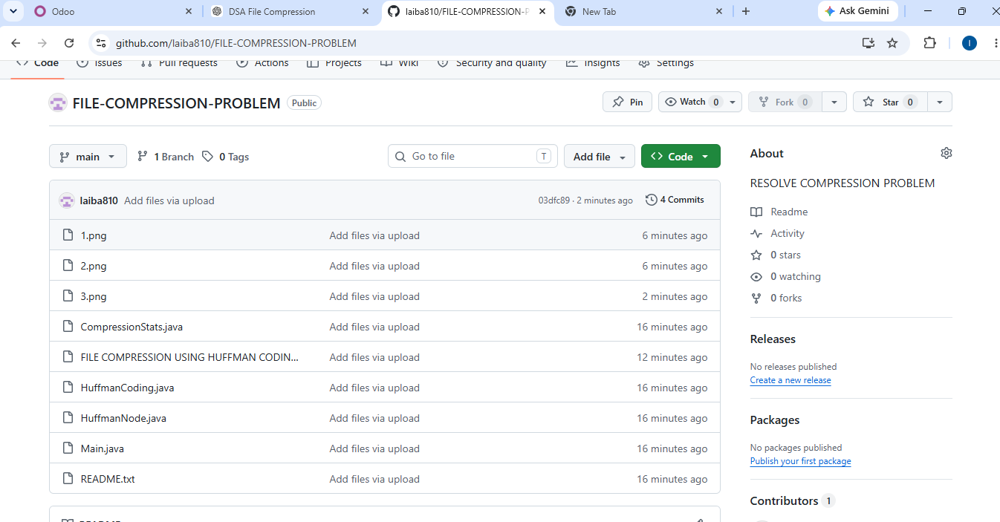 Odoo
DSA File Compression
laiba810/FILE-COMPRESSION-P
New Tab
Ask Gemini
github.com/laiba810/FILE-COMPRESSION-PROBLEM
I
Code
Issues
Pull requests
Actions
Projects
Wiki
Security and quality
Insights
Settings
FILE-COMPRESSION-PROBLEM Public
Pin
Watch 0
Fork 0
Star 0
main
1 Branch
0 Tags
Go to file T
Add file
Code
laiba810 Add files via upload 03dfc89 · 2 minutes ago 4 Commits
1.png Add files via upload 6 minutes ago
2.png Add files via upload 6 minutes ago
3.png Add files via upload 2 minutes ago
CompressionStats.java Add files via upload 16 minutes ago
FILE COMPRESSION USING HUFFMAN CODIN... Add files via upload 12 minutes ago
HuffmanCoding.java Add files via upload 16 minutes ago
HuffmanNode.java Add files via upload 16 minutes ago
Main.java Add files via upload 16 minutes ago
README.txt Add files via upload 16 minutes ago
README
About
RESOLVE COMPRESSION PROBLEM
Readme
Activity
0 stars
0 watching
0 forks
Releases
No releases published
Create a new release
Packages
No packages published
Publish your first package
Contributors 1